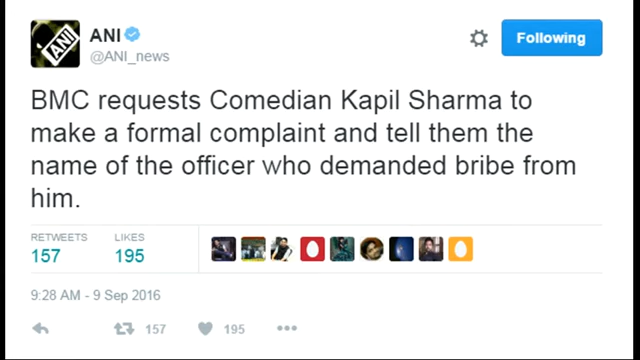 ANI
ANI
@ANI_news
Following
BMC requests Comedian Kapil Sharma to
make a formal complaint and tell them the
name of the officer who demanded bribe from
him.
RETWEETS LIKES
157 195
9:28 AM - 9 Sep 2016
157 195